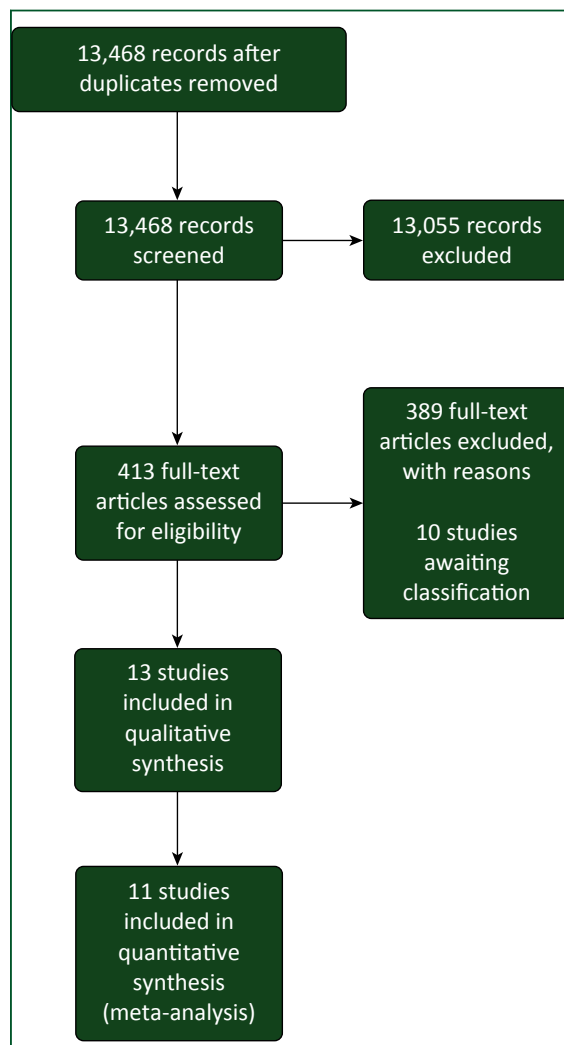 13,468 records after
duplicates removed
13,468 records
screened
13,055 records
excluded
413 full-text
articles assessed
for eligibility
389 full-text
articles excluded,
with reasons
10 studies
awaiting
classification
13 studies
included in
qualitative
synthesis
11 studies
included in
quantitative
synthesis
(meta-analysis)